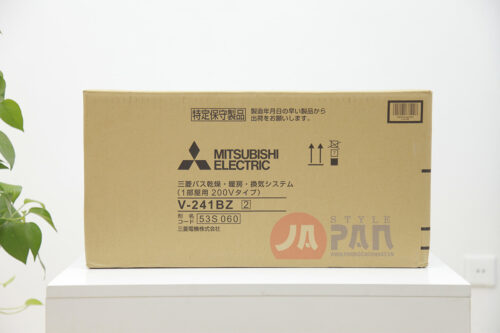 特定保守製品
製造年月日の早い製品から
出荷をお願いします。
MITSUBISHI
ELECTRIC
三菱バス乾燥・暖房・換気システム
(1部屋用 200Vタイプ)
V-241BZ 2
形名
コード 53S 060
三菱電機株式会社
STYLE
JAPAN